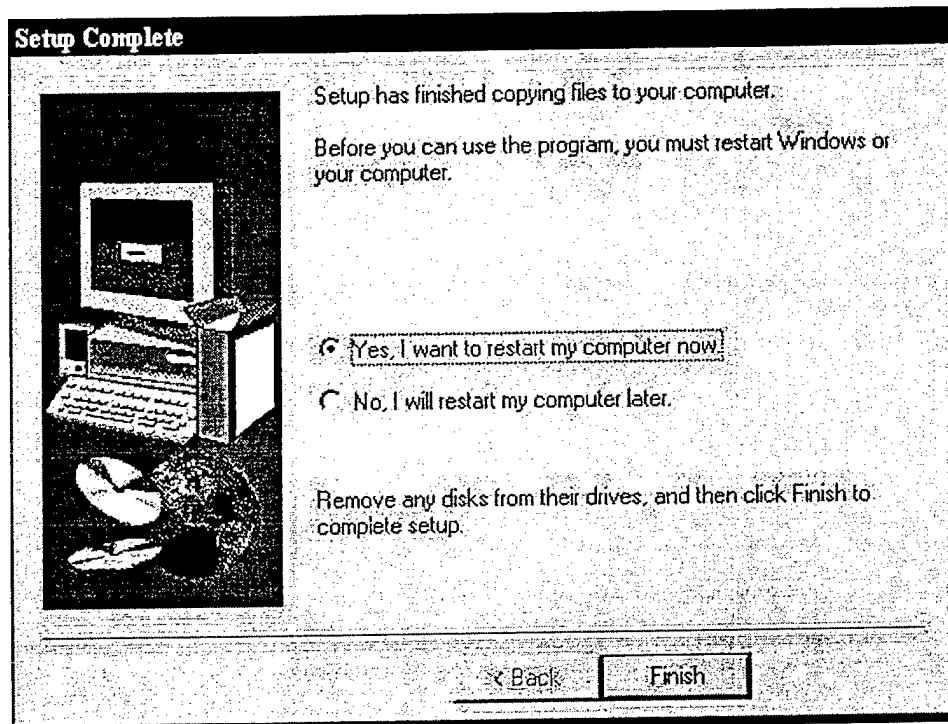 Setup Complete
Setup has finished copying files to your computer.
Before you can use the program, you must restart Windows or
your computer.
Yes, I want to restart my computer now.
No, I will restart my computer later.
Remove any disks from their drives, and then click Finish to
complete setup.
< Back
Finish